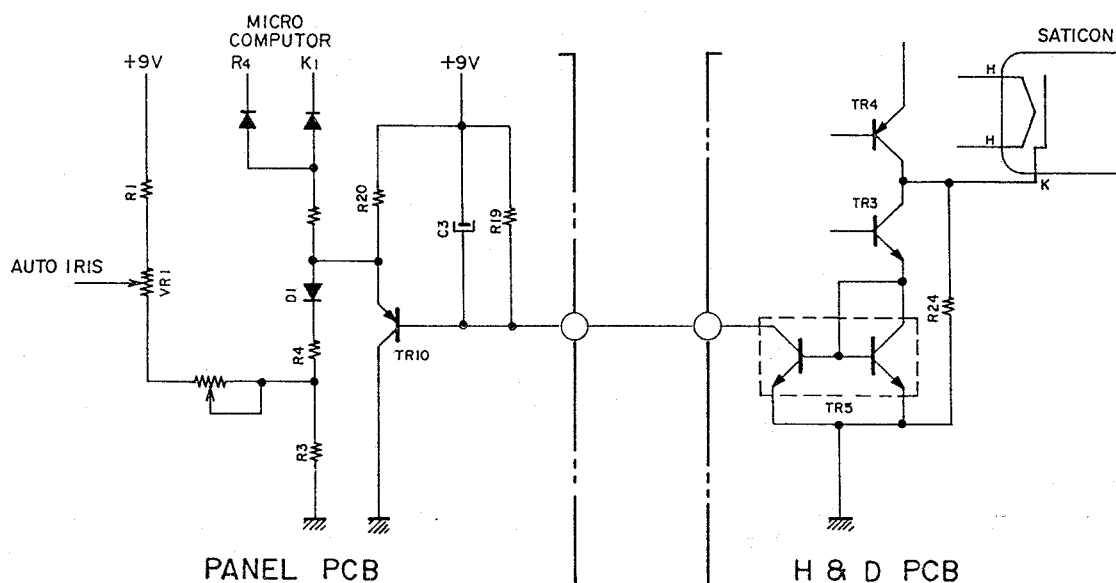 MICRO
COMPUTOR
SATICON
+9V
R4
K1
+9V
H
TR4
H
R1
R20
C3
R19
K
TR3
AUTO IRIS
VR1
D1
R24
R4
TR10
TR5
R3
PANEL PCB
H & D PCB